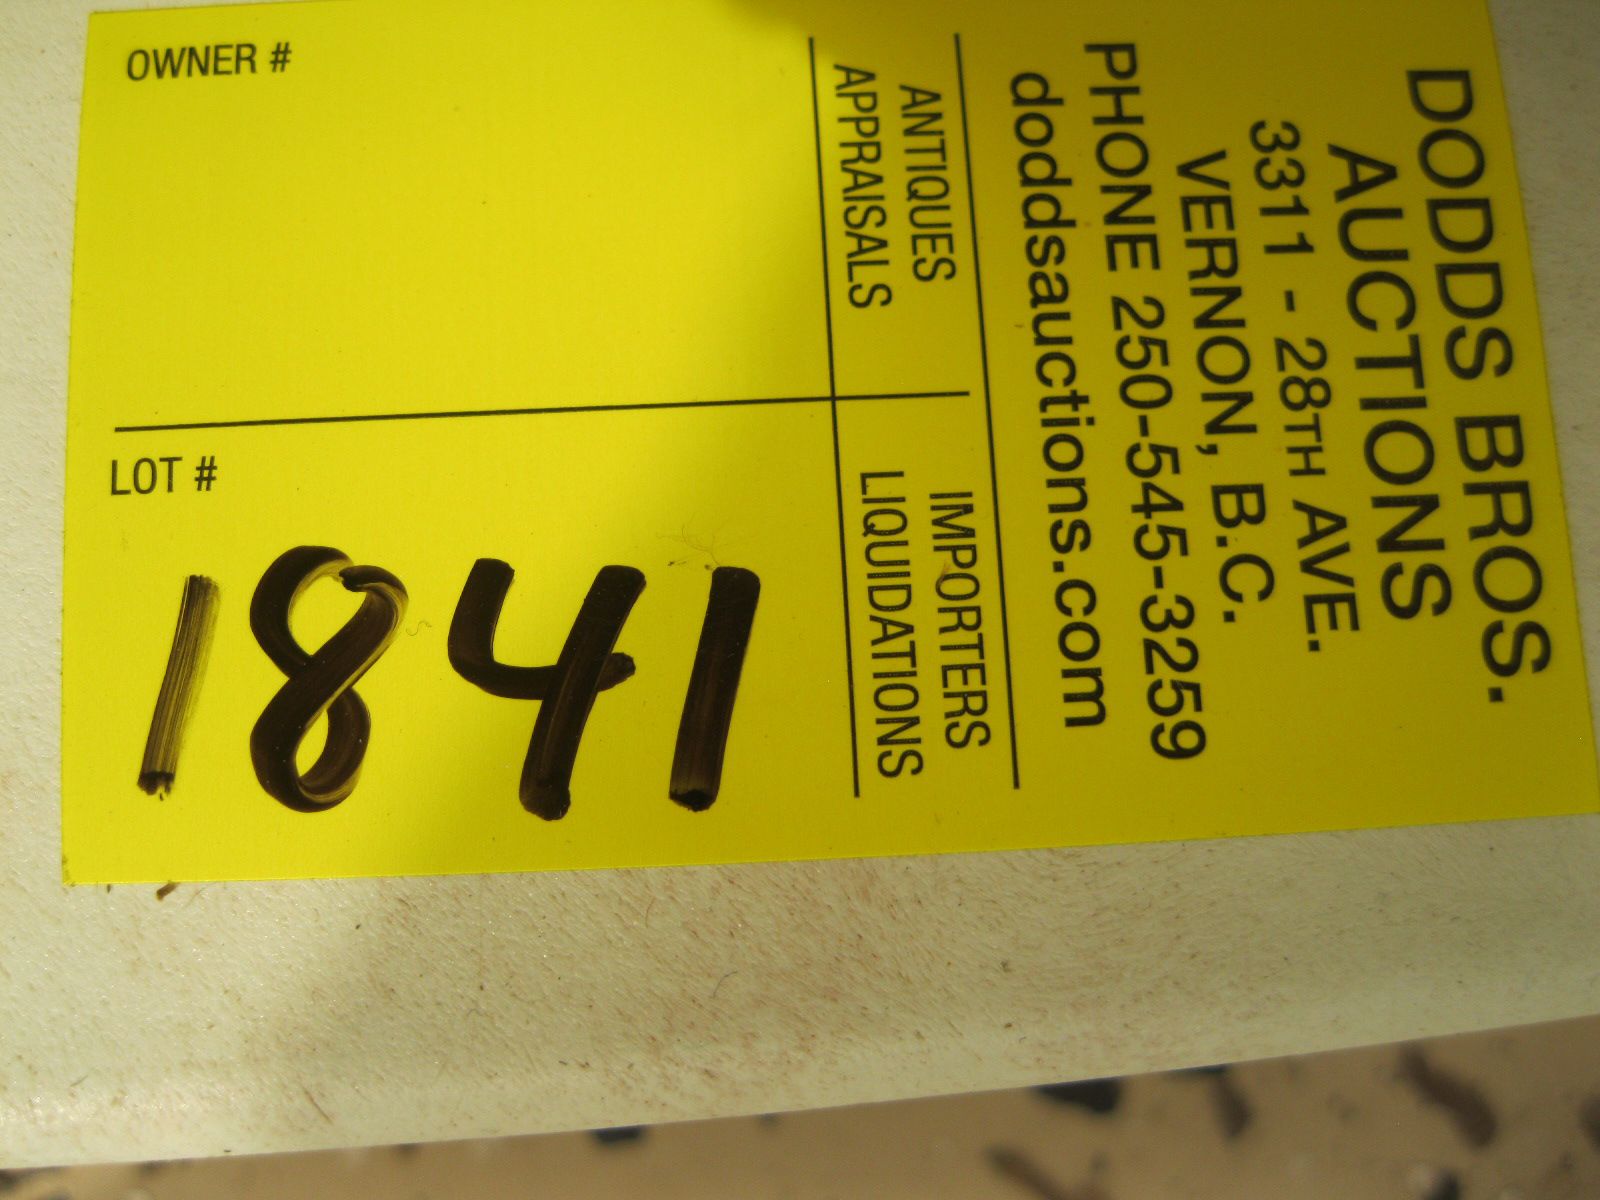 DODDS BROS.
AUCTIONS
3311 - 28TH AVE.
VERNON, B.C.
PHONE 250-545-3259
doddsauctions.com
ANTIQUES
APPRAISALS
IMPORTERS
LIQUIDATIONS
OWNER #
LOT #
1841